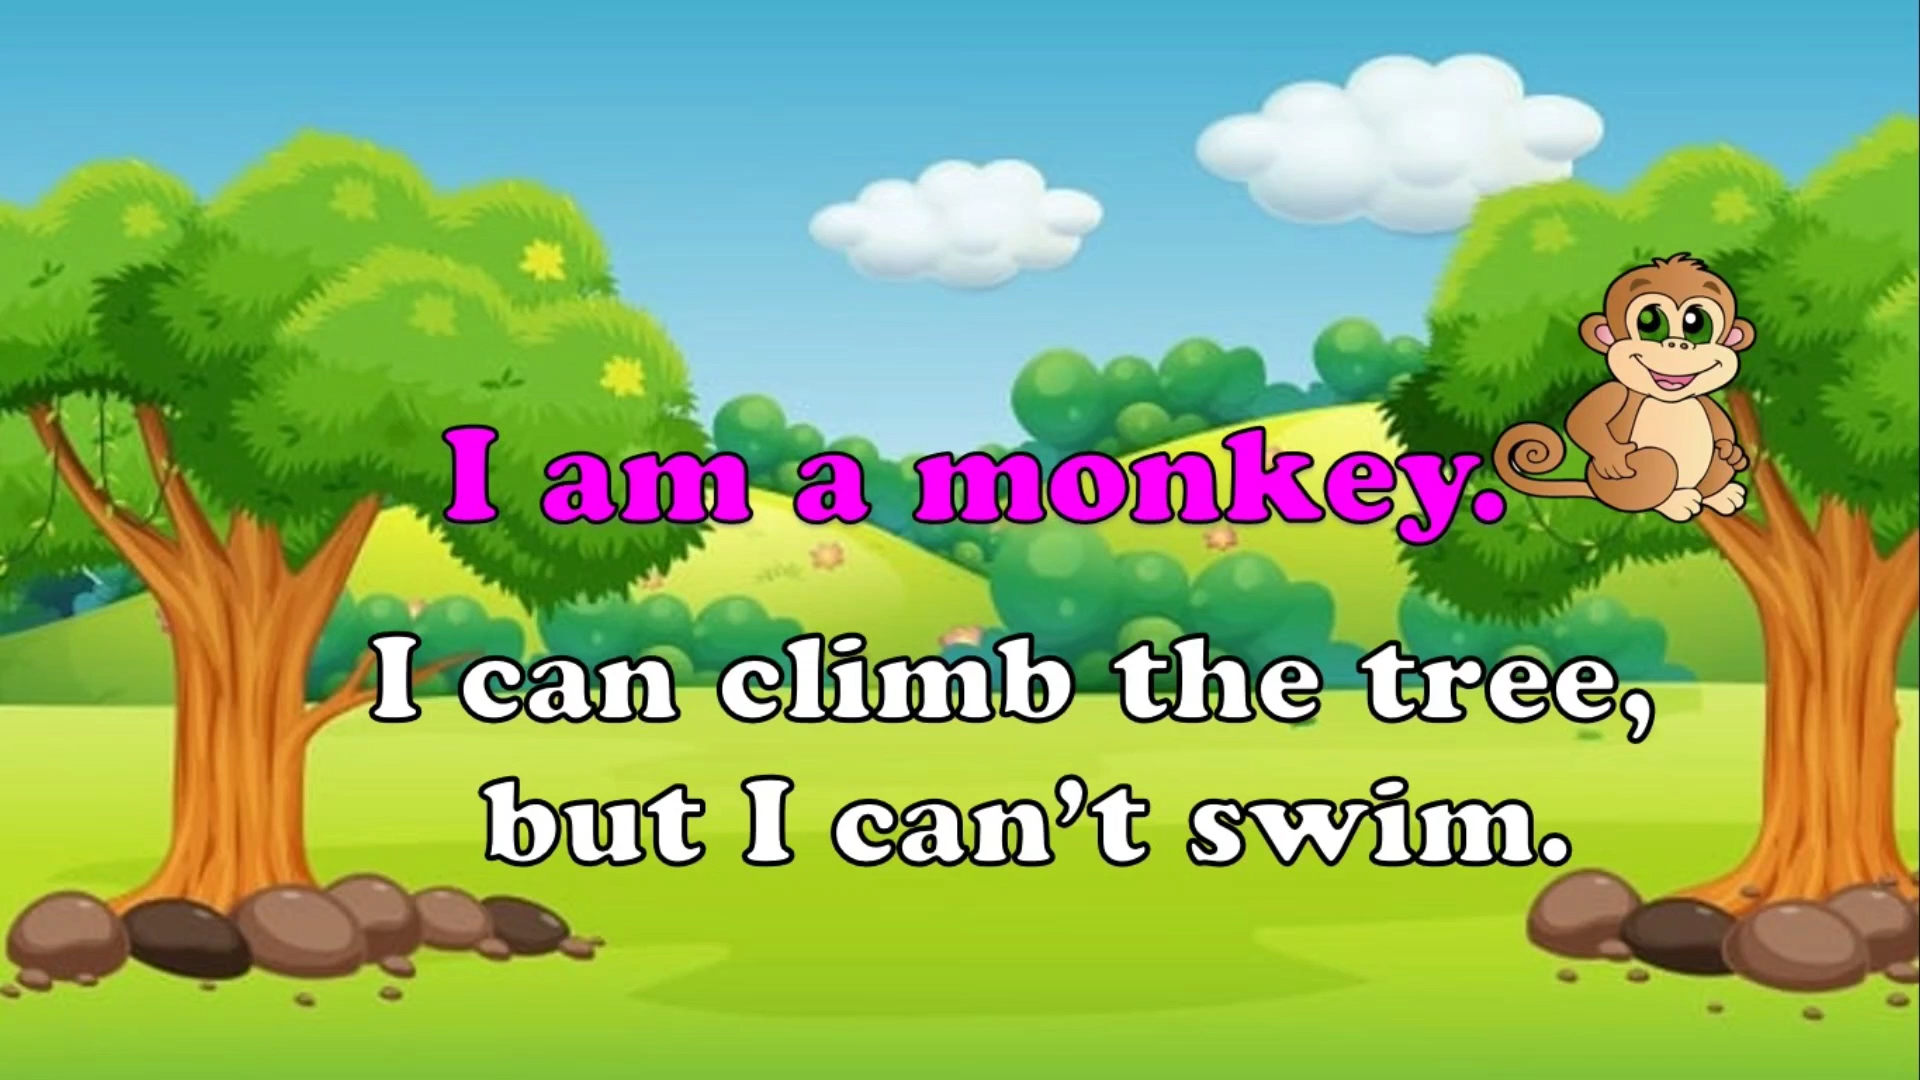 I am a monkey.
I can climb the tree,
but I can’t swim.